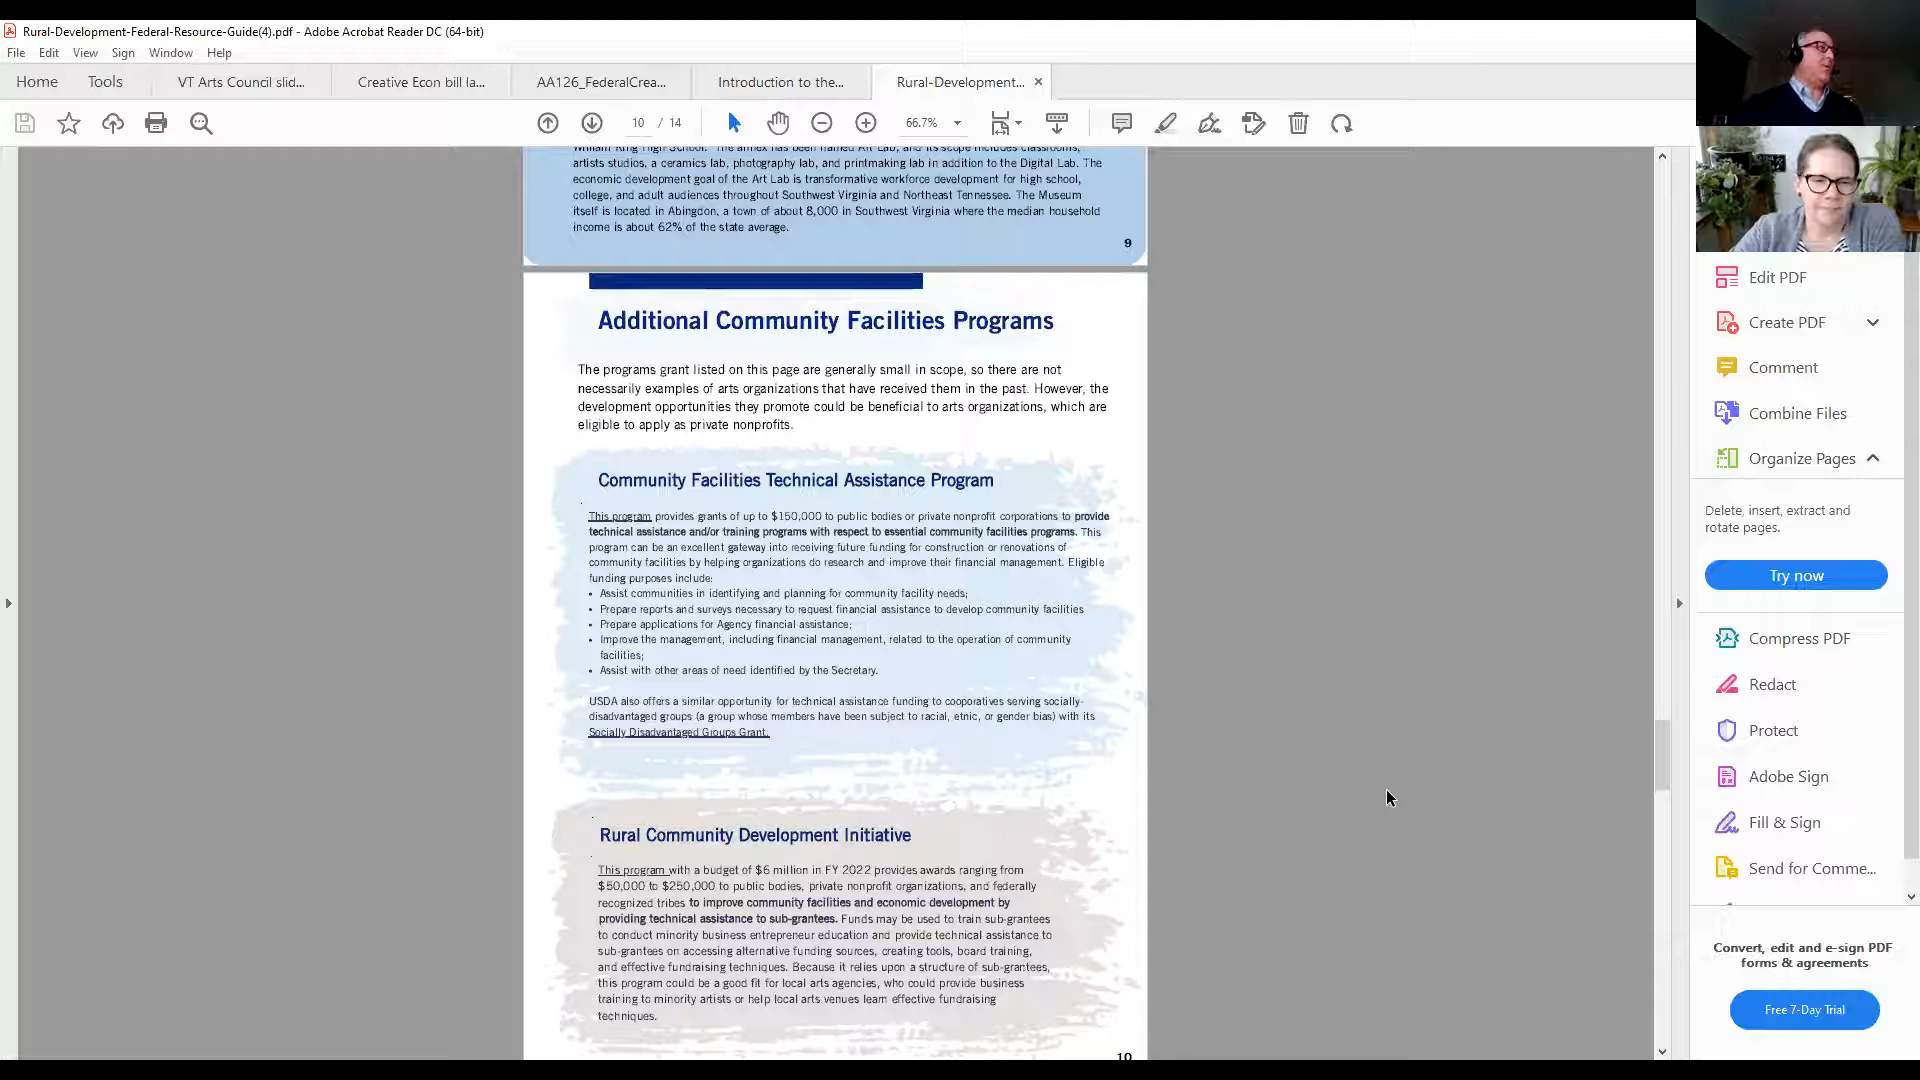 Rural-Development-Federal-Resource-Guide(4).pdf - Adobe Acrobat Reader DC (64-bit)
File Edit View Sign Window Help
Home Tools VT Arts Council slid... Creative Econ bill la... AA126_FederalCrea... Introduction to the... Rural-Development...
10 / 14 66.7%
William King High School. The annex has been named Art Lab, and its scope includes classrooms,
artists studios, a ceramics lab, photography lab, and printmaking lab in addition to the Digital Lab. The
economic development goal of the Art Lab is transformative workforce development for high school,
college, and adult audiences throughout Southwest Virginia and Northeast Tennessee. The Museum
itself is located in Abingdon, a town of about 8,000 in Southwest Virginia where the median household
income is about 62% of the state average.
9
Additional Community Facilities Programs
The programs grant listed on this page are generally small in scope, so there are not
necessarily examples of arts organizations that have received them in the past. However, the
development opportunities they promote could be beneficial to arts organizations, which are
eligible to apply as private nonprofits.
Community Facilities Technical Assistance Program
This program provides grants of up to $150,000 to public bodies or private nonprofit corporations to provide
technical assistance and/or training programs with respect to essential community facilities programs. This
program can be an excellent gateway into receiving future funding for construction or renovations of
community facilities by helping organizations do research and improve their financial management. Eligible
funding purposes include:
• Assist communities in identifying and planning for community facility needs;
• Prepare reports and surveys necessary to request financial assistance to develop community facilities
• Prepare applications for Agency financial assistance;
• Improve the management, including financial management, related to the operation of community
facilities;
• Assist with other areas of need identified by the Secretary.
USDA also offers a similar opportunity for technical assistance funding to cooporatives serving socially-
disadvantaged groups (a group whose members have been subject to racial, etnic, or gender bias) with its
Socially Disadvantaged Groups Grant.
Rural Community Development Initiative
This program with a budget of $6 million in FY 2022 provides awards ranging from
$50,000 to $250,000 to public bodies, private nonprofit organizations, and federally
recognized tribes to improve community facilities and economic development by
providing technical assistance to sub-grantees. Funds may be used to train sub-grantees
to conduct minority business entrepreneur education and provide technical assistance to
sub-grantees on accessing alternative funding sources, creating tools, board training,
and effective fundraising techniques. Because it relies upon a structure of sub-grantees,
this program could be a good fit for local arts agencies, who could provide business
training to minority artists or help local arts venues learn effective fundraising
techniques.
10
Edit PDF
Create PDF
Comment
Combine Files
Organize Pages
Delete, insert, extract and
rotate pages.
Try now
Compress PDF
Redact
Protect
Adobe Sign
Fill & Sign
Send for Comme...
Convert, edit and e-sign PDF
forms & agreements
Free 7-Day Trial